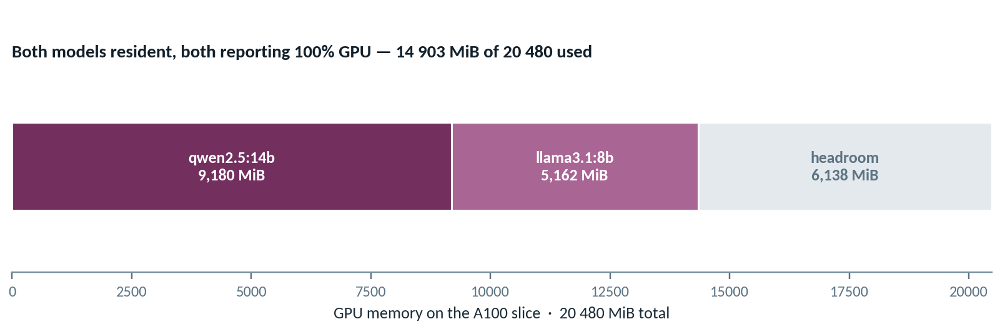 Both models resident, both reporting 100% GPU — 14 903 MiB of 20 480 used
qwen2.5:14b
9,180 MiB
llama3.1:8b
5,162 MiB
headroom
6,138 MiB
0 2500 5000 7500 10000 12500 15000 17500 20000
GPU memory on the A100 slice · 20 480 MiB total